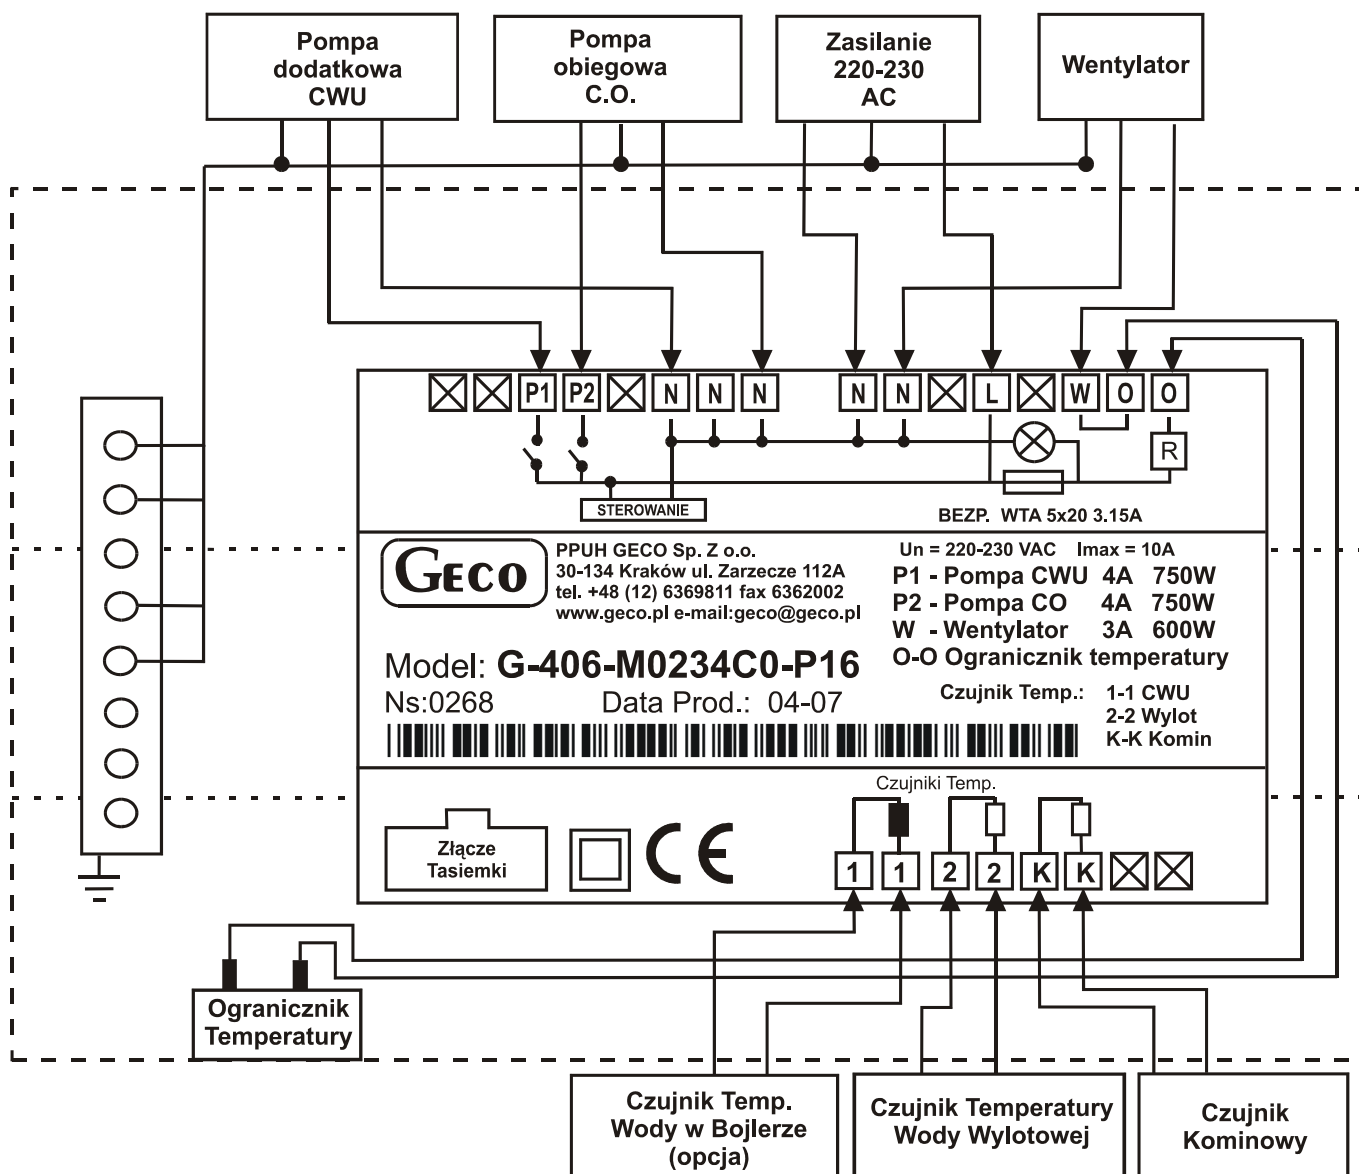 Pompa
dodatkowa
CWU
Pompa
obiegowa
C.O.
Zasilanie
220-230
AC
Wentylator
P1 P2 N N N N N L W O O
R
STEROWANIE
BEZP. WTA 5x20 3.15A
GECO
PPUH GECO Sp. Z o.o.
30-134 Kraków ul. Zarzecze 112A
tel. +48 (12) 6369811 fax 6362002
www.geco.pl e-mail:geco@geco.pl
Un = 220-230 VAC Imax = 10A
P1 - Pompa CWU 4A 750W
P2 - Pompa CO 4A 750W
W - Wentylator 3A 600W
O-O Ogranicznik temperatury
Model: G-406-M0234C0-P16
Ns:0268 Data Prod.: 04-07
Czujnik Temp.: 1-1 CWU
2-2 Wylot
K-K Komin
Czujniki Temp.
Złącze
Tasiemki
CE
1 1 2 2 K K
Ogranicznik
Temperatury
Czujnik Temp.
Wody w Bojlerze
(opcja)
Czujnik Temperatury
Wody Wylotowej
Czujnik
Kominowy